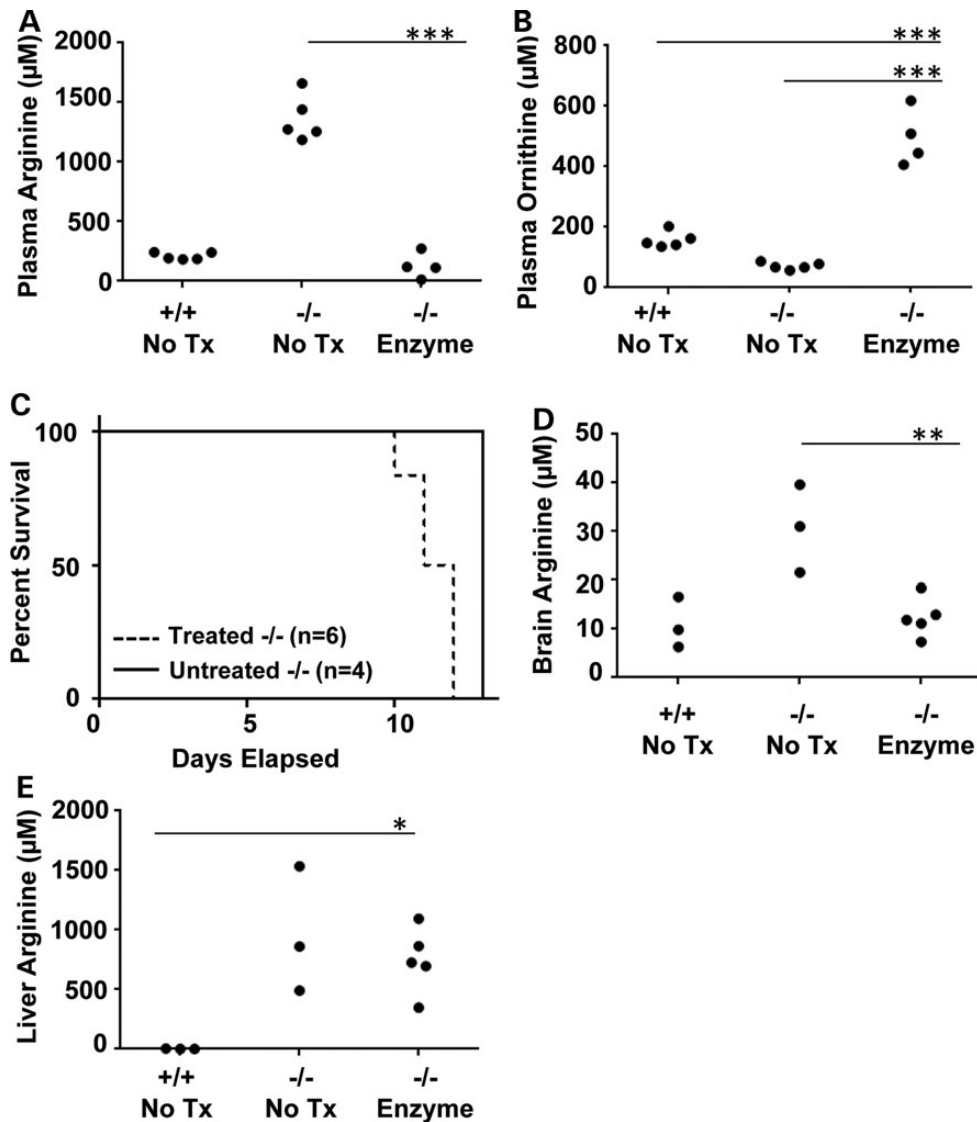 A
Plasma Arginine (µM)
2000
1500
1000
500
0
***
+/+
No Tx
-/-
No Tx
-/-
Enzyme
B
Plasma Ornithine (µM)
800
600
400
200
0
***
***
+/+
No Tx
-/-
No Tx
-/-
Enzyme
C
Percent Survival
100
50
0
Treated -/- (n=6)
Untreated -/- (n=4)
0
5
10
Days Elapsed
D
Brain Arginine (µM)
50
40
30
20
10
0
**
+/+
No Tx
-/-
No Tx
-/-
Enzyme
E
Liver Arginine (µM)
2000
1500
1000
500
0
*
+/+
No Tx
-/-
No Tx
-/-
Enzyme